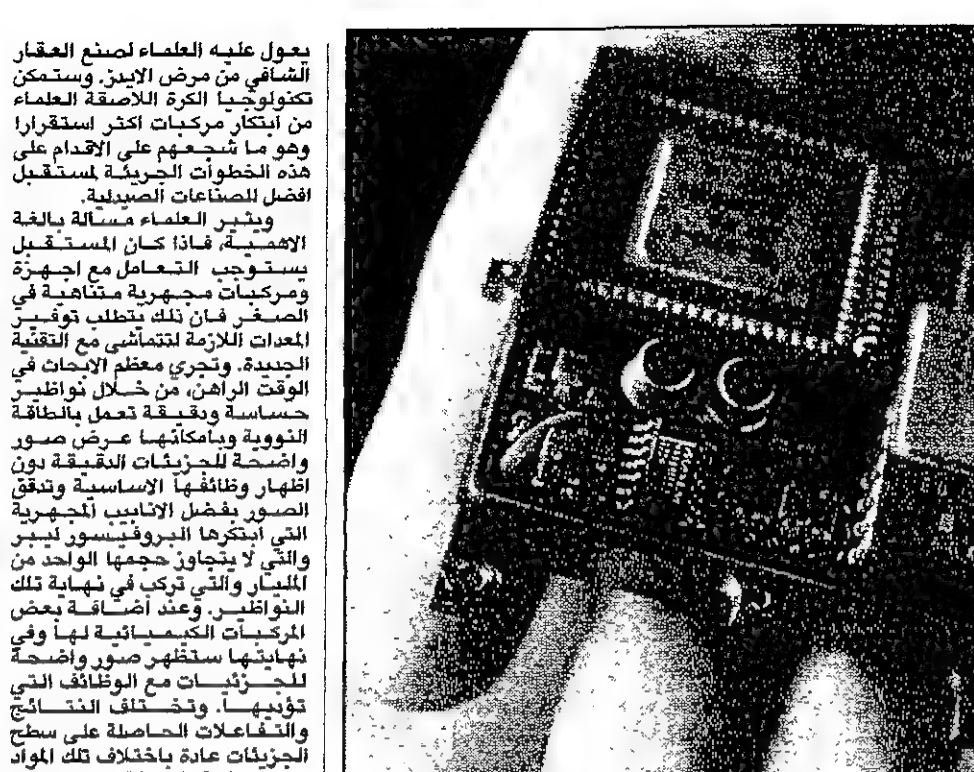 يعول عليه العلماء لصنع العقار
الشافي من مرض الايدز. وستمكن
تكنولوجيا الكرة اللاصقة العلماء
من ابتكار مركبات اكثر استقرارا
وهو ما شجعهم على الاقدام على
هذه الخطوات الجريئة لمستقبل
افضل للصناعات الصيدلية.
ويثير العلماء مسألة بالغة
الاهمية، فاذا كان المستقبل
يستوجب التعامل مع اجهزة
ومركبات مجهرية متناهية في
الصغر فان ذلك يتطلب توفير
المعدات اللازمة لتتماشى مع التقنية
الجديدة. وتجري معظم الابحاث في
الوقت الراهن، من خلال نواظير
حساسة ودقيقة تعمل بالطاقة
النووية وبامكانها عرض صور
واضحة للجزيئات الدقيقة دون
اظهار وظائفها الاساسية وتدقق
الصور بفضل الانابيب المجهرية
التي ابتكرها البروفيسور ليبر
والتي لا يتجاوز حجمها الواحد من
المليار والتي تركب في نهاية تلك
النواظير. وعند اضافة بعض
المركبات الكيميائية لها وفي
نهايتها ستظهر صور واضحة
للجزئيات مع الوظائف التي
تؤديها. وتختلف النتائج
والتفاعلات الحاصلة على سطح
الجزيئات عادة باختلاف تلك المواد